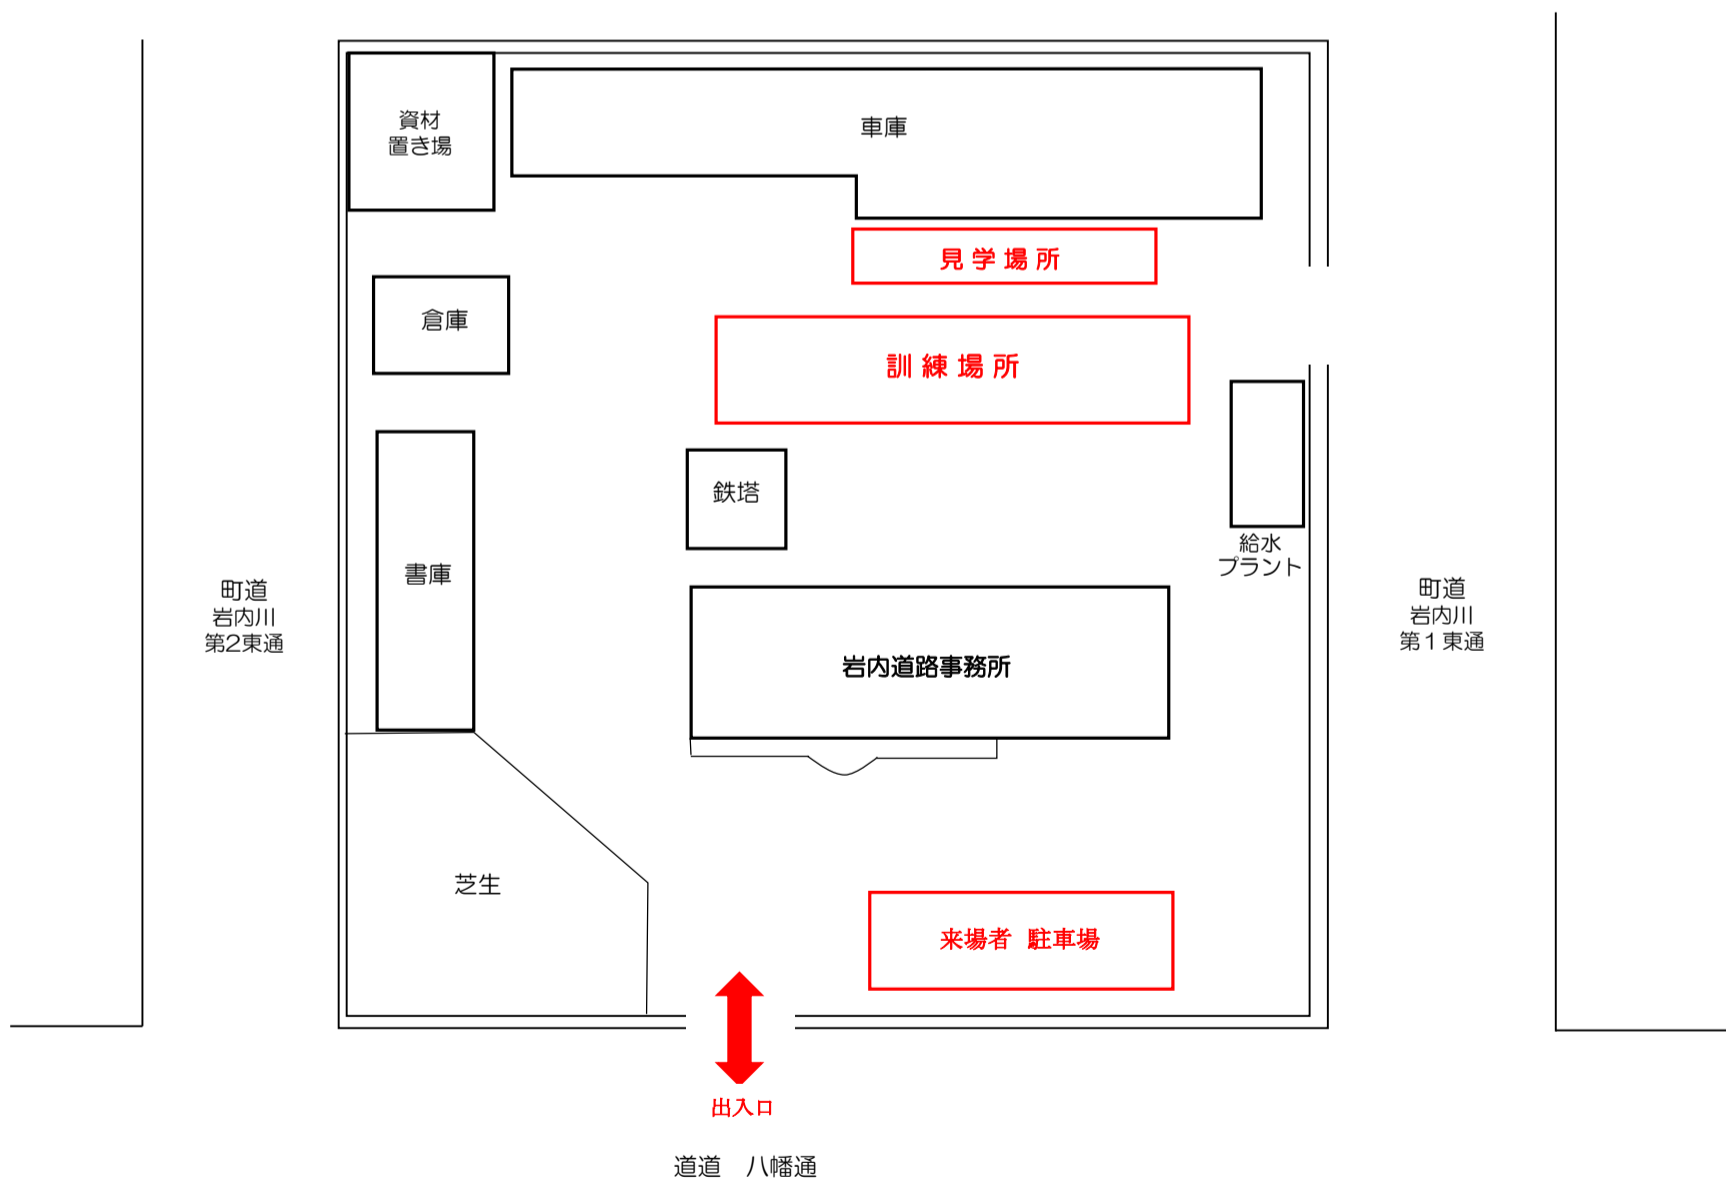 資材
置き場
車庫
見学場所
倉庫
訓練場所
鉄塔
給水
プラント
書庫
町道
岩内川
第2東通
町道
岩内川
第1東通
岩内道路事務所
芝生
来場者 駐車場
出入口
道道 八幡通